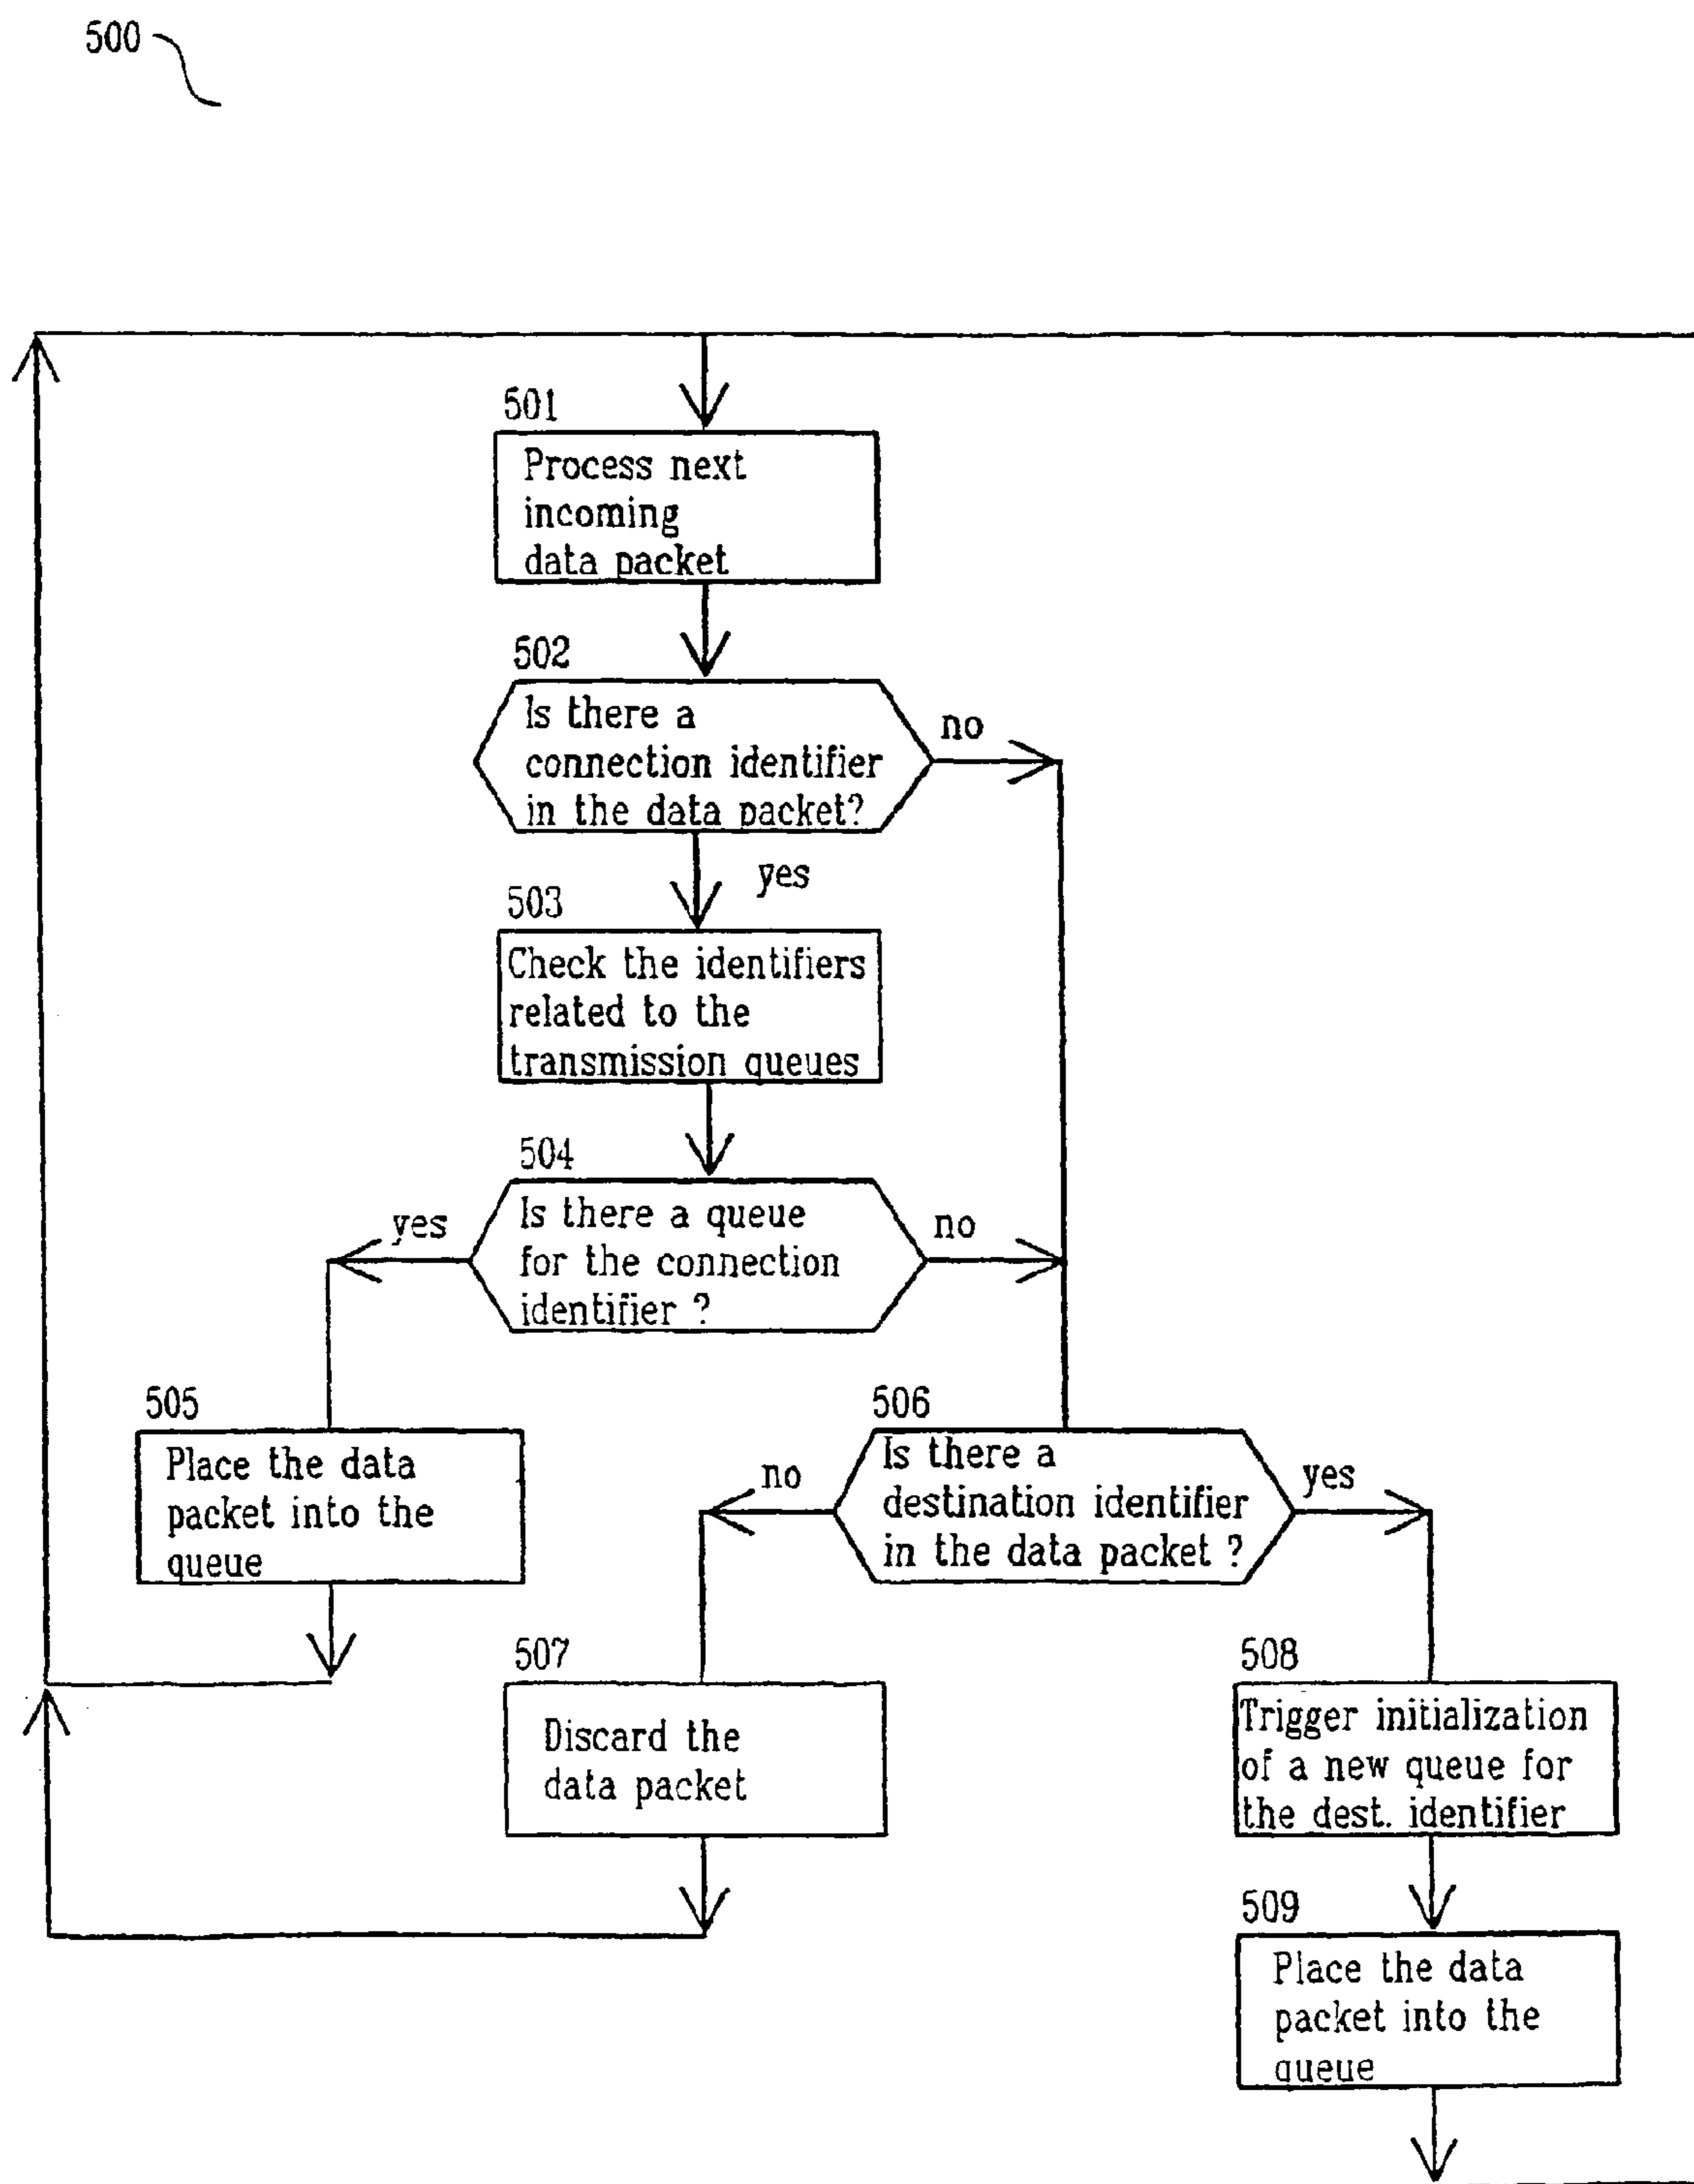 500
501
Process next
incoming
data packet
502
Is there a
connection identifier
in the data packet?
no
yes
503
Check the identifiers
related to the
transmission queues
504
Is there a queue
for the connection
identifier ?
yes
no
505
Place the data
packet into the
queue
506
Is there a
destination identifier
in the data packet ?
no
yes
507
Discard the
data packet
508
Trigger initialization
of a new queue for
the dest. identifier
509
Place the data
packet into the
queue